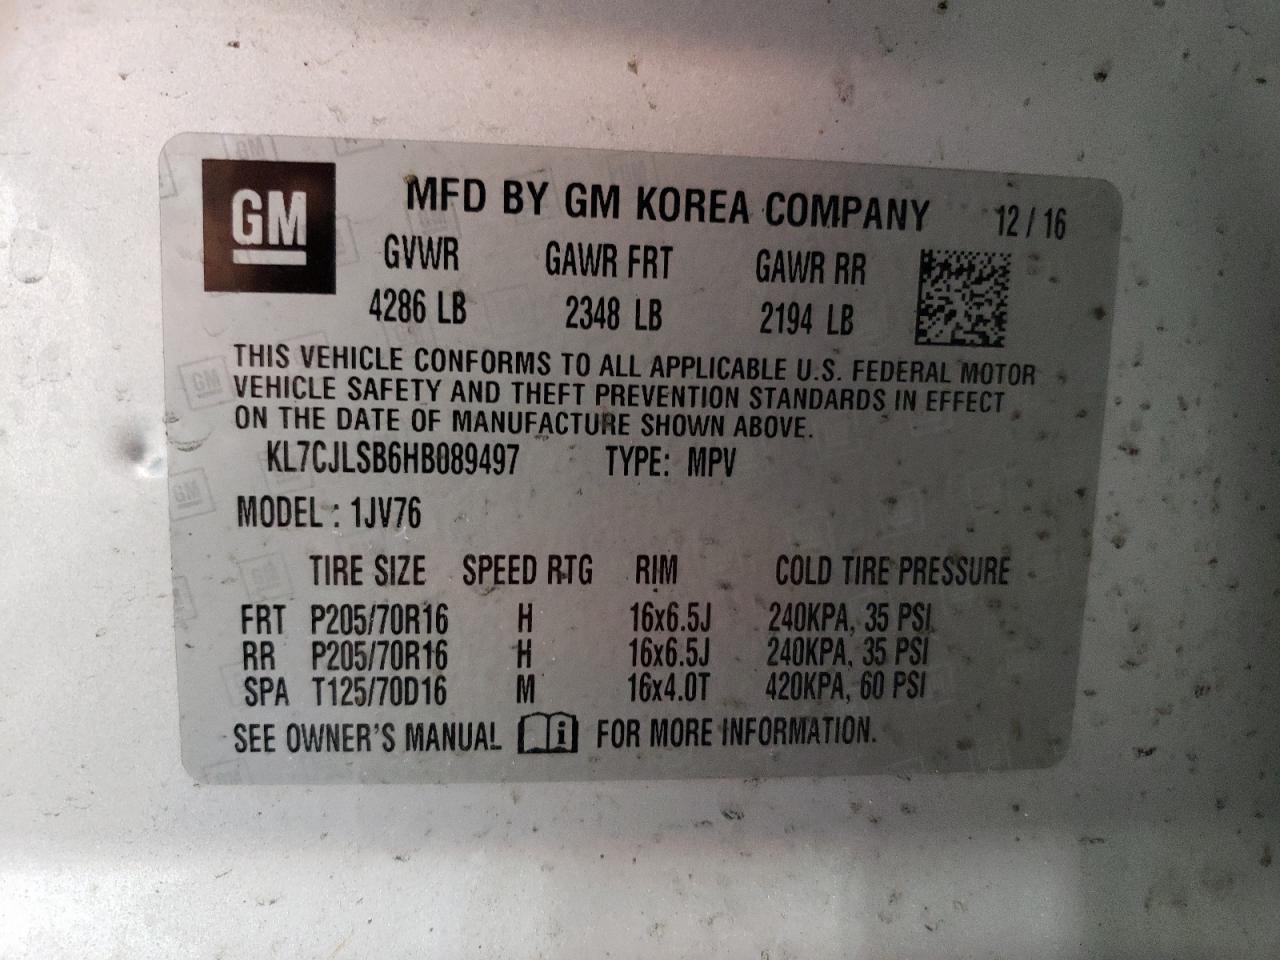 GM
MFD BY GM KOREA COMPANY 12 / 16
GVWR GAWR FRT GAWR RR
4286 LB 2348 LB 2194 LB
THIS VEHICLE CONFORMS TO ALL APPLICABLE U.S. FEDERAL MOTOR
VEHICLE SAFETY AND THEFT PREVENTION STANDARDS IN EFFECT
ON THE DATE OF MANUFACTURE SHOWN ABOVE.
KL7CJLSB6HB089497 TYPE: MPV
MODEL : 1JV76
TIRE SIZE SPEED RTG RIM COLD TIRE PRESSURE
FRT P205/70R16 H 16x6.5J 240KPA, 35 PSI
RR P205/70R16 H 16x6.5J 240KPA, 35 PSI
SPA T125/70D16 M 16x4.0T 420KPA, 60 PSI
SEE OWNER'S MANUAL i FOR MORE INFORMATION.